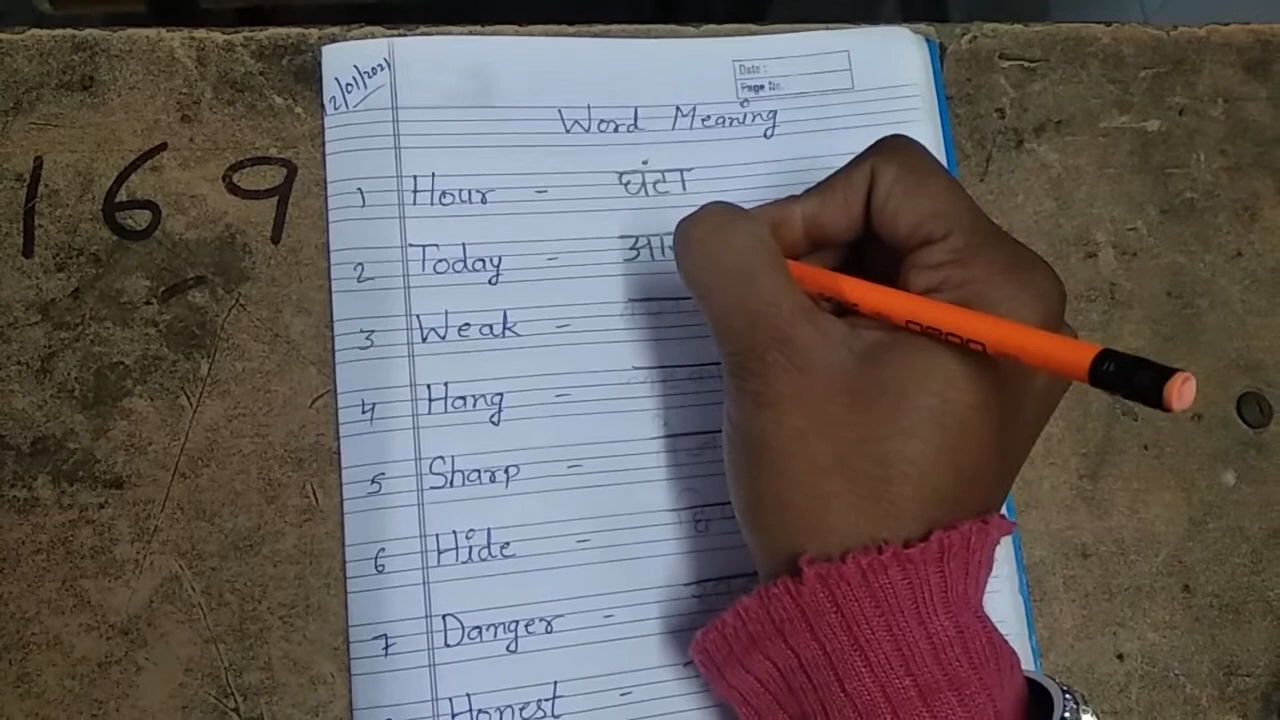 169
2/01/2021
Date :
Page No.
Word Meaning
1 Hour - घंटा
2 Today - आ
3 Weak -
4 Hang -
5 Sharp -
6 Hide -
7 Danger -
Honest -